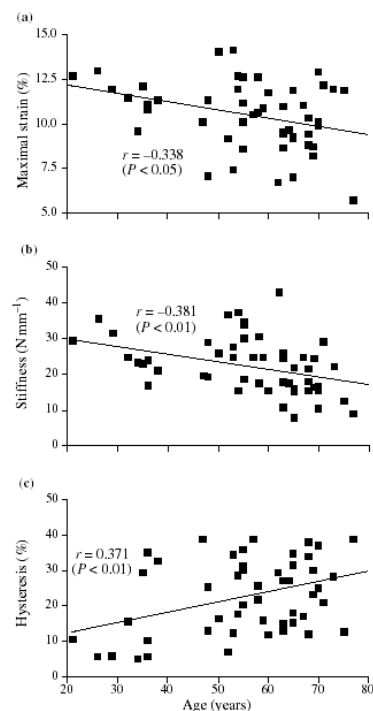 (a)
15.0
12.5
10.0
7.5
5.0
Maximal strain (%)
r = –0.338
(P < 0.05)
(b)
50
40
30
20
10
0
Stiffness (N mm⁻¹)
r = –0.381
(P < 0.01)
(c)
50
40
30
20
10
0
Hysteresis (%)
r = 0.371
(P < 0.01)
20 30 40 50 60 70 80
Age (years)